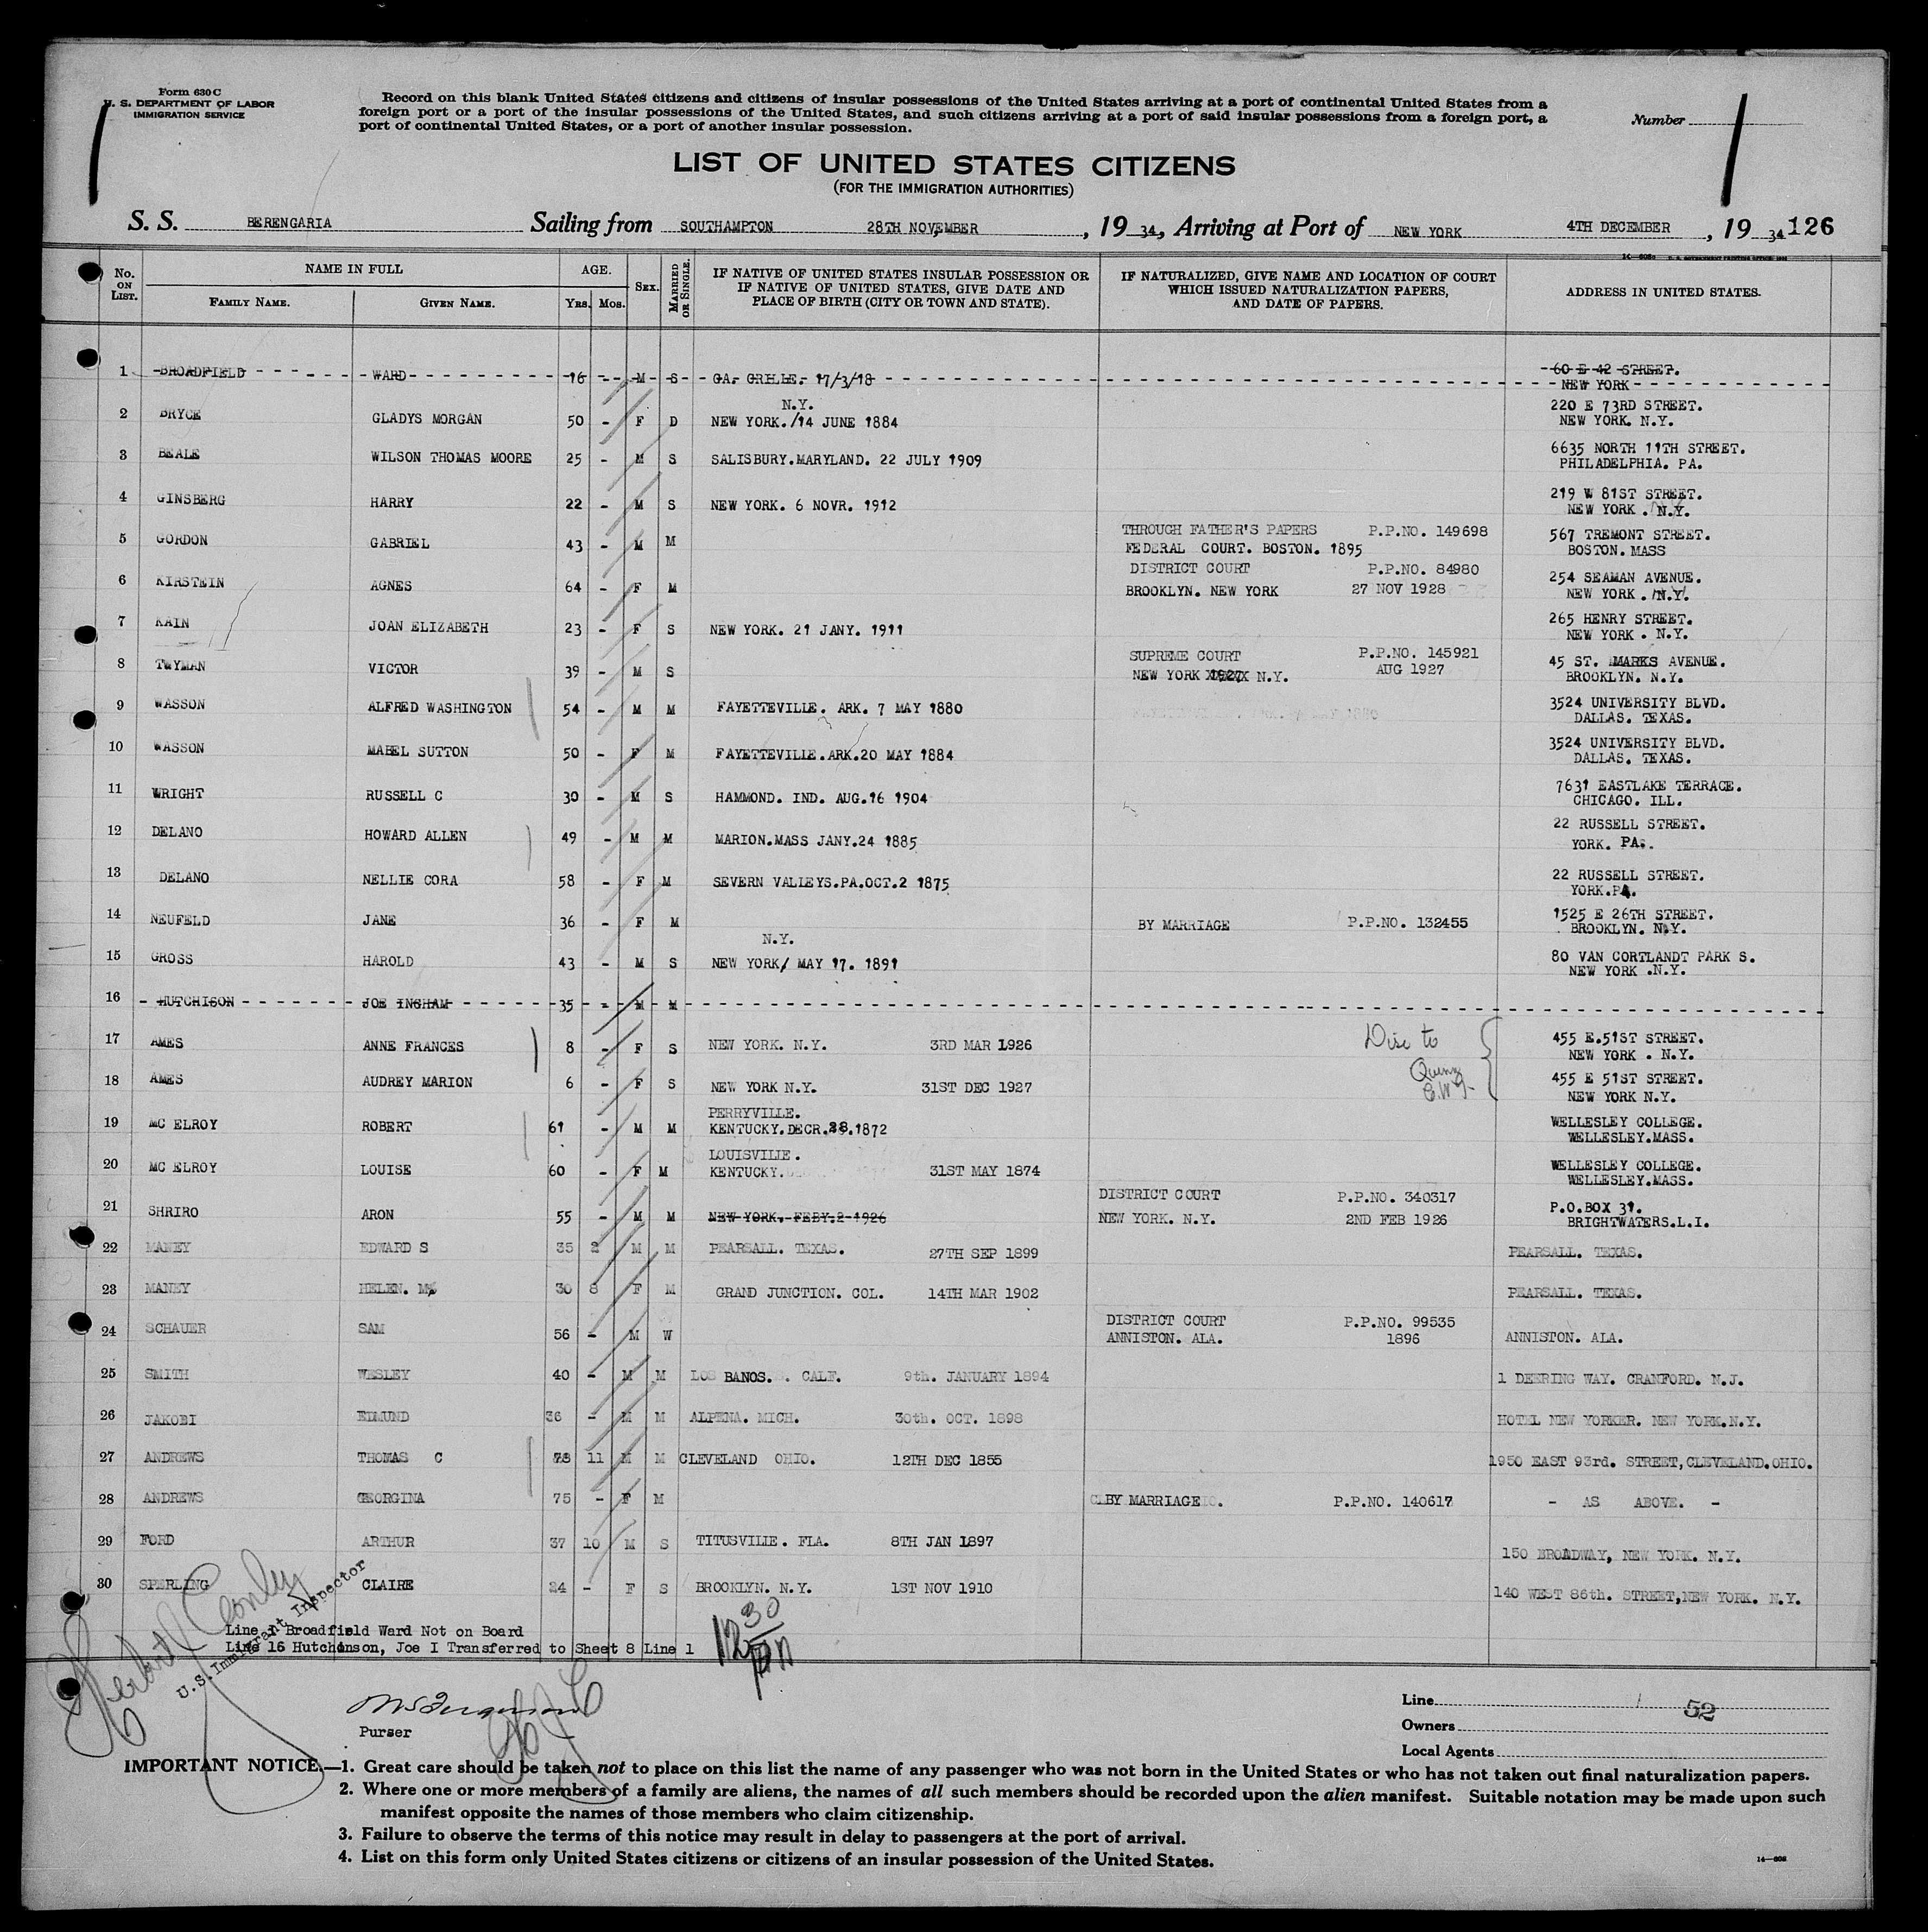 Form 630 C
U. S. DEPARTMENT OF LABOR
IMMIGRATION SERVICE
Record on this blank United States citizens and citizens of insular possessions of the United States arriving at a port of continental United States from a
foreign port or a port of the insular possessions of the United States, and such citizens arriving at a port of said insular possessions from a foreign port, a
port of continental United States, or a port of another insular possession.
Number
LIST OF UNITED STATES CITIZENS
(FOR THE IMMIGRATION AUTHORITIES)
S. S. BERENGARIA Sailing from SOUTHAMPTON 28TH NOVEMBER, 19 34, Arriving at Port of NEW YORK 4TH DECEMBER, 19 34 126
No. ON LIST. NAME IN FULL FAMILY NAME. GIVEN NAME. AGE. YRS. MOS. SEX. MARRIED OR SINGLE. IF NATIVE OF UNITED STATES INSULAR POSSESSION OR IF NATIVE OF UNITED STATES, GIVE DATE AND PLACE OF BIRTH (CITY OR TOWN AND STATE). IF NATURALIZED, GIVE NAME AND LOCATION OF COURT WHICH ISSUED NATURALIZATION PAPERS, AND DATE OF PAPERS. ADDRESS IN UNITED STATES.
1 BROADFIELD WARD 16 - M S GA. GRILLE. 17/3/18 60 E 42 STREET. NEW YORK
2 BRYCE GLADYS MORGAN 50 - F D NEW YORK./N.Y. 14 JUNE 1884 220 E 73RD STREET. NEW YORK. N.Y.
3 BEALE WILSON THOMAS MOORE 25 - M S SALISBURY.MARYLAND. 22 JULY 1909 6635 NORTH 11TH STREET. PHILADELPHIA. PA.
4 GINSBERG HARRY 22 - M S NEW YORK. 6 NOVR. 1912 219 W 81ST STREET. NEW YORK . N.Y.
5 GORDON GABRIEL 43 - M M THROUGH FATHER'S PAPERS P.P.NO. 149698 FEDERAL COURT. BOSTON. 1895 567 TREMONT STREET. BOSTON. MASS
6 KIRSTEIN AGNES 64 - F M DISTRICT COURT P.P.NO. 84980 BROOKLYN. NEW YORK 27 NOV 1928 254 SEAMAN AVENUE. NEW YORK . N.Y.
7 KAIN JOAN ELIZABETH 23 - F S NEW YORK. 21 JANY. 1911 265 HENRY STREET. NEW YORK . N.Y.
8 TWYMAN VICTOR 39 - M S SUPREME COURT P.P.NO. 145921 NEW YORK N.Y. AUG 1927 45 ST. MARKS AVENUE. BROOKLYN. N.Y.
9 WASSON ALFRED WASHINGTON 54 - M M FAYETTEVILLE. ARK. 7 MAY 1880 3524 UNIVERSITY BLVD. DALLAS. TEXAS.
10 WASSON MABEL SUTTON 50 - F M FAYETTEVILLE.ARK.20 MAY 1884 3524 UNIVERSITY BLVD. DALLAS. TEXAS.
11 WRIGHT RUSSELL C 30 - M S HAMMOND. IND. AUG.16 1904 7631 EASTLAKE TERRACE. CHICAGO. ILL.
12 DELANO HOWARD ALLEN 49 - M M MARION.MASS JANY.24 1885 22 RUSSELL STREET. YORK. PA.
13 DELANO NELLIE CORA 58 - F M SEVERN VALLEYS.PA.OCT.2 1875 22 RUSSELL STREET. YORK.PA.
14 NEUFELD JANE 36 - F M BY MARRIAGE P.P.NO. 132455 1525 E 26TH STREET. BROOKLYN. N.Y.
15 GROSS HAROLD 43 - M S NEW YORK/ N.Y. MAY 17. 1891 80 VAN CORTLANDT PARK S. NEW YORK .N.Y.
16 HUTCHISON JOE INGHAM 35 - M M
17 AMES ANNE FRANCES 8 - F S NEW YORK. N.Y. 3RD MAR 1926 Disc to 455 E.51ST STREET. NEW YORK . N.Y.
18 AMES AUDREY MARION 6 - F S NEW YORK N.Y. 31ST DEC 1927 455 E 51ST STREET. NEW YORK N.Y.
19 MC ELROY ROBERT 61 - M M PERRYVILLE. KENTUCKY.DECR.28.1872 WELLESLEY COLLEGE. WELLESLEY.MASS.
20 MC ELROY LOUISE 60 - F M LOUISVILLE. KENTUCKY. 31ST MAY 1874 WELLESLEY COLLEGE. WELLESLEY.MASS.
21 SHRIRO ARON 55 - M M NEW YORK. FEBY.2 1926 DISTRICT COURT P.P.NO. 340317 NEW YORK. N.Y. 2ND FEB 1926 P.O.BOX 31. BRIGHTWATERS.L.I.
22 MANEY EDWARD S 35 2 M M PEARSALL. TEXAS. 27TH SEP 1899 PEARSALL. TEXAS.
23 MANEY HELEN. M 30 8 F M GRAND JUNCTION. COL. 14TH MAR 1902 PEARSALL. TEXAS.
24 SCHAUER SAM 56 - M W DISTRICT COURT P.P.NO. 99535 ANNISTON. ALA. 1896 ANNISTON. ALA.
25 SMITH WESLEY 40 - M M LOS BANOS. CALF. 9th. JANUARY 1894 1 DEERING WAY. CRANFORD. N.J.
26 JAKOBI EDMUND 36 - M M ALPENA. MICH. 30th. OCT. 1898 HOTEL NEW YORKER. NEW YORK.N.Y.
27 ANDREWS THOMAS C 78 11 M M CLEVELAND OHIO. 12TH DEC 1855 1950 EAST 93rd. STREET,CLEVELAND.OHIO.
28 ANDREWS GEORGINA 75 - F M BY MARRIAGE P.P.NO. 140617 - AS ABOVE. -
29 FORD ARTHUR 37 10 M S TITUSVILLE. FLA. 8TH JAN 1897 150 BROADWAY, NEW YORK. N.Y.
30 SPERLING CLAIRE 24 - F S BROOKLYN. N.Y. 1ST NOV 1910 140 WEST 86th. STREET,NEW YORK. N.Y.
Line 1 Broadfield Ward Not on Board
Line 16 Hutchinson, Joe I Transferred to Sheet 8 Line 1
U.S. Immigrant Inspector
12 30 PM
Purser
Line 52
Owners
Local Agents
IMPORTANT NOTICE.—1. Great care should be taken not to place on this list the name of any passenger who was not born in the United States or who has not taken out final naturalization papers.
2. Where one or more members of a family are aliens, the names of all such members should be recorded upon the alien manifest. Suitable notation may be made upon such
manifest opposite the names of those members who claim citizenship.
3. Failure to observe the terms of this notice may result in delay to passengers at the port of arrival.
4. List on this form only United States citizens or citizens of an insular possession of the United States.